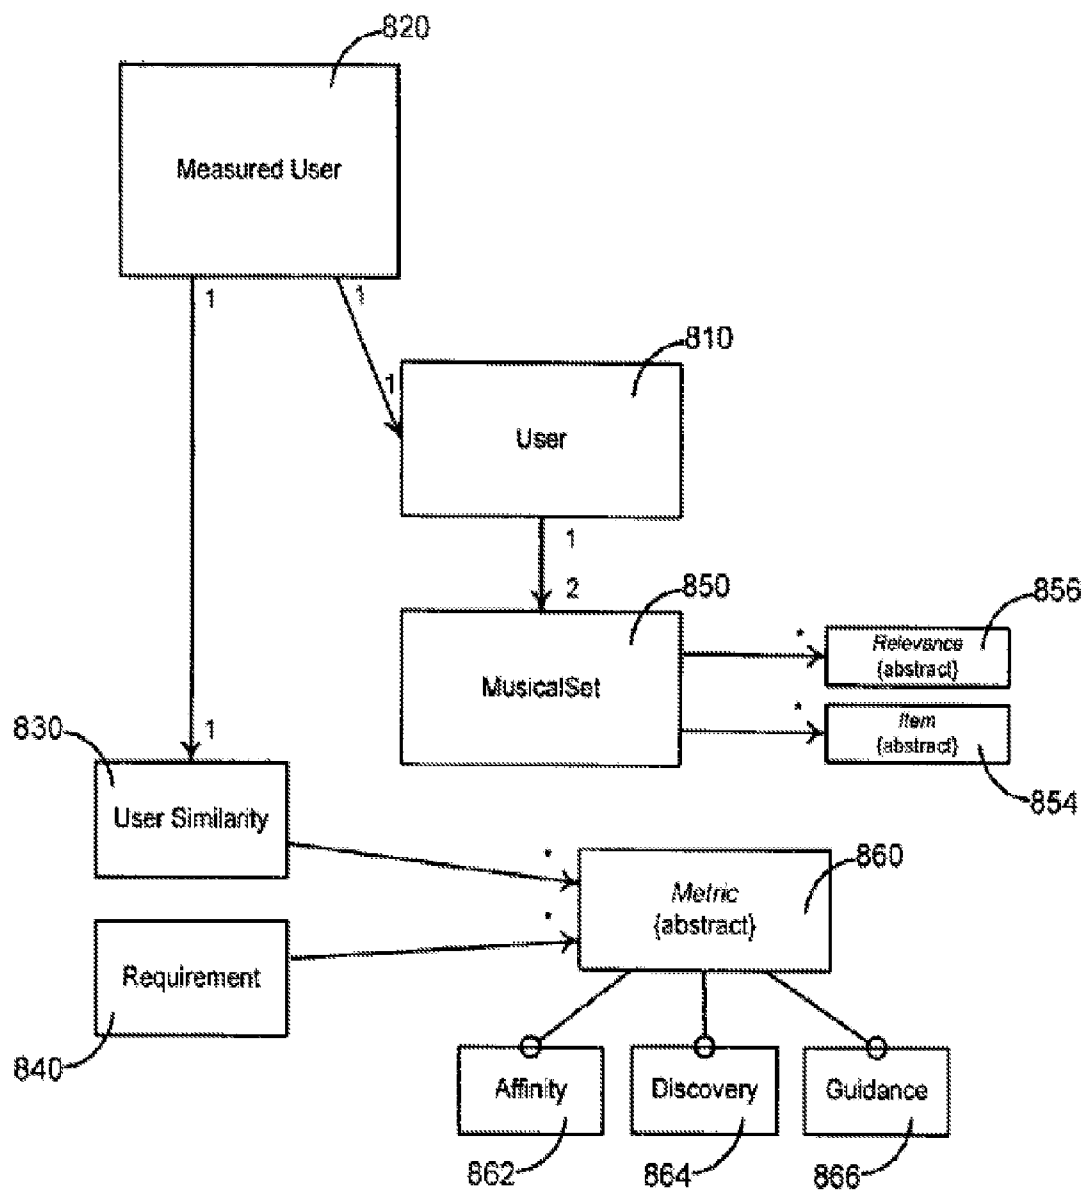 820
Measured User
1
1
810
1
User
1
2
850
856
*
Relevance
{abstract}
MusicalSet
*
Item
{abstract}
830
1
854
User Similarity
860
*
Metric
{abstract}
*
Requirement
840
Affinity
Discovery
Guidance
862
864
866